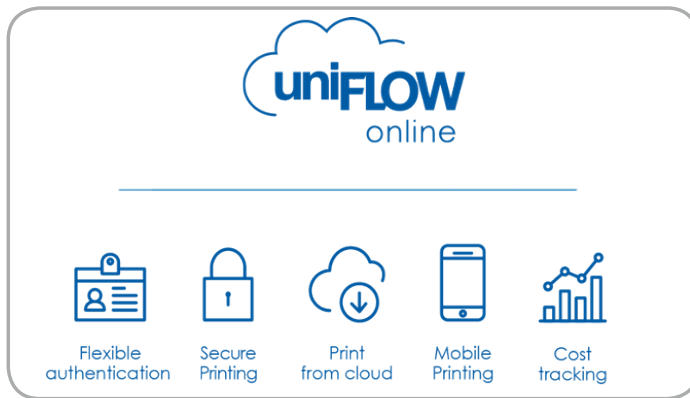 uniFLOW
online
Flexible
authentication
Secure
Printing
Print
from cloud
Mobile
Printing
Cost
tracking